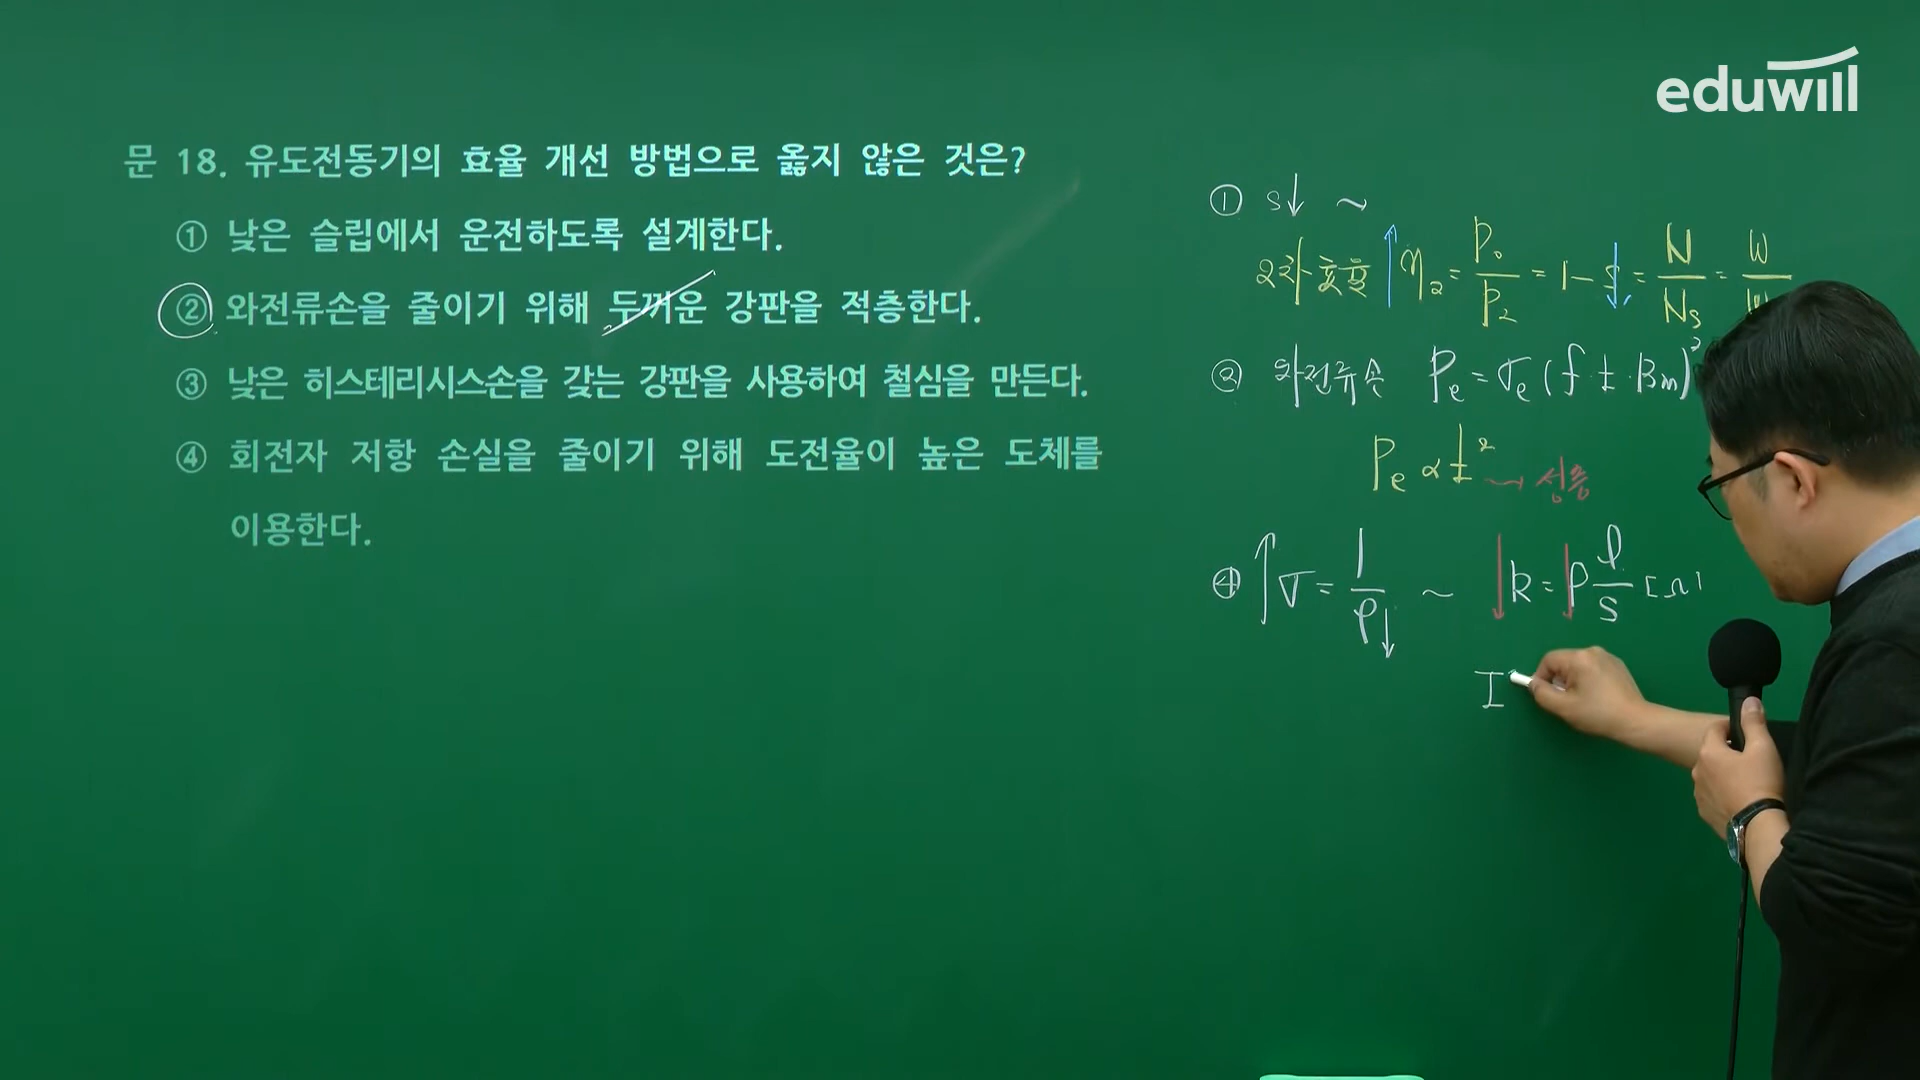 eduwill
문 18. 유도전동기의 효율 개선 방법으로 옳지 않은 것은?
① 낮은 슬립에서 운전하도록 설계한다.
② 와전류손을 줄이기 위해 두꺼운 강판을 적층한다.
③ 낮은 히스테리시스손을 갖는 강판을 사용하여 철심을 만든다.
④ 회전자 저항 손실을 줄이기 위해 도전율이 높은 도체를
이용한다.
① s↓ ~
2차 효율 ↑η₂ = P₀/P₂ = 1-s↓ = N/Ns = W
② 와전류손 Pe = σe (f·t·Bm)²
Pe ∝ t² → 성층
④ ↑σ = 1/ρ↓ ~ ↓R = ↓ρ l/S [Ω]
I